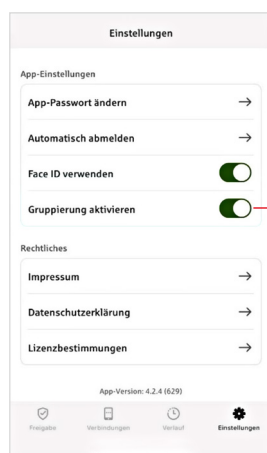 Einstellungen
App-Einstellungen
App-Passwort ändern
Automatisch abmelden
Face ID verwenden
Gruppierung aktivieren
Rechtliches
Impressum
Datenschutzerklärung
Lizenzbestimmungen
App-Version: 4.2.4 (629)
Freigabe Verbindungen Verlauf Einstellungen